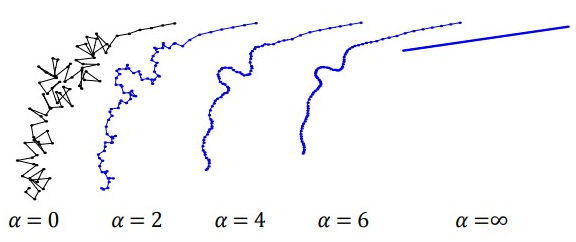 α = 0 α = 2 α = 4 α = 6 α =∞